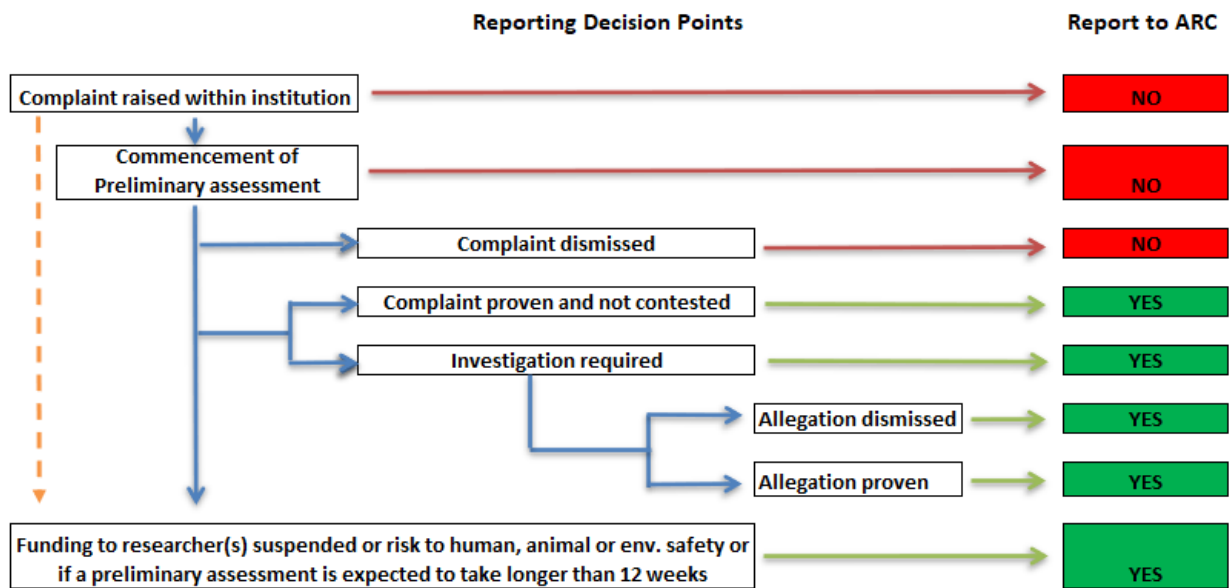 Reporting Decision Points
Report to ARC
Complaint raised within institution
NO
Commencement of
Preliminary assessment
NO
Complaint dismissed
NO
Complaint proven and not contested
YES
Investigation required
YES
Allegation dismissed
YES
Allegation proven
YES
Funding to researcher(s) suspended or risk to human, animal or env. safety or
if a preliminary assessment is expected to take longer than 12 weeks
YES